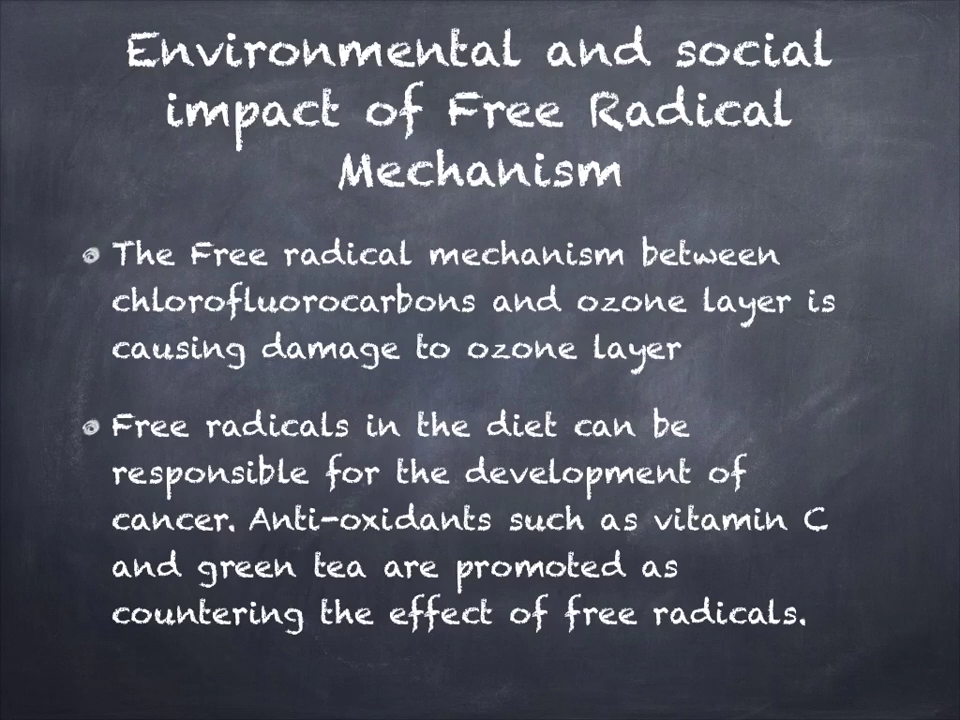 Environmental and social
impact of Free Radical
Mechanism
The Free radical mechanism between
chlorofluorocarbons and ozone layer is
causing damage to ozone layer
Free radicals in the diet can be
responsible for the development of
cancer. Anti-oxidants such as vitamin C
and green tea are promoted as
countering the effect of free radicals.